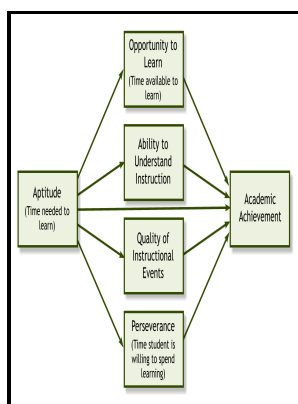 Opportunity to
Learn
(Time available to
learn)
Ability to
Understand
Instruction
Aptitude
(Time needed to
learn)
Academic
Achievement
Quality of
Instructional
Events
Perseverance
(Time student is
willing to spend
learning)